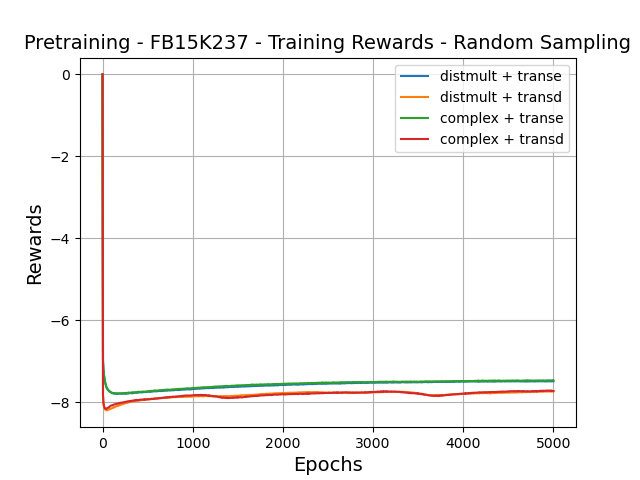 Pretraining - FB15K237 - Training Rewards - Random Sampling
distmult + transe
distmult + transd
complex + transe
complex + transd
0
−2
−4
−6
−8
Rewards
0 1000 2000 3000 4000 5000
Epochs